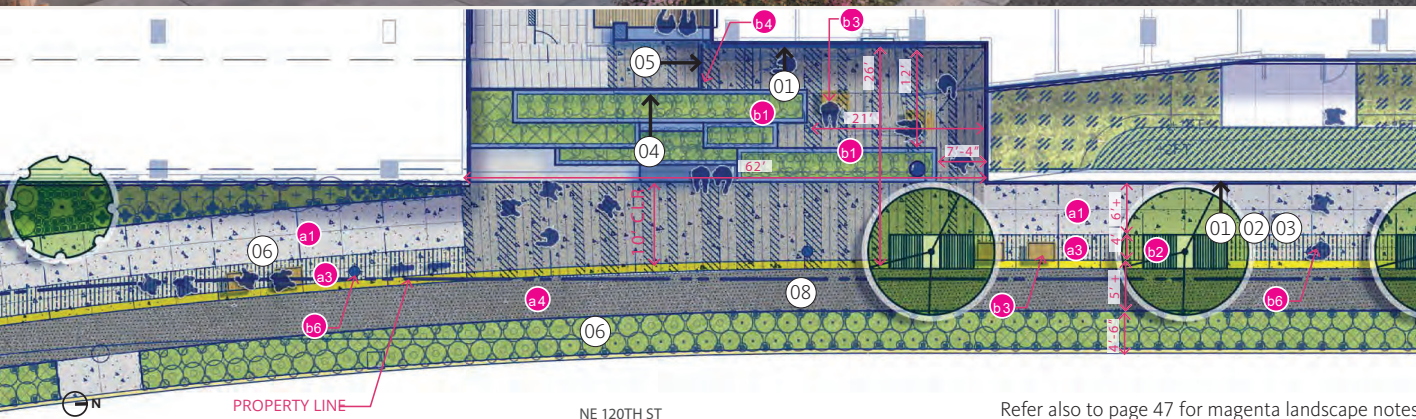 b4
b3
05
01
26'
12'
b1
21'
04
b1
7'-4"
62'
10' CLR
a1
06
a3
b6
a4
08
06
a1
6'+
01 02 03
a3
4'
b2
b3
5'+
b6
4'-6"
N
PROPERTY LINE
NE 120TH ST
Refer also to page 47 for magenta landscape notes